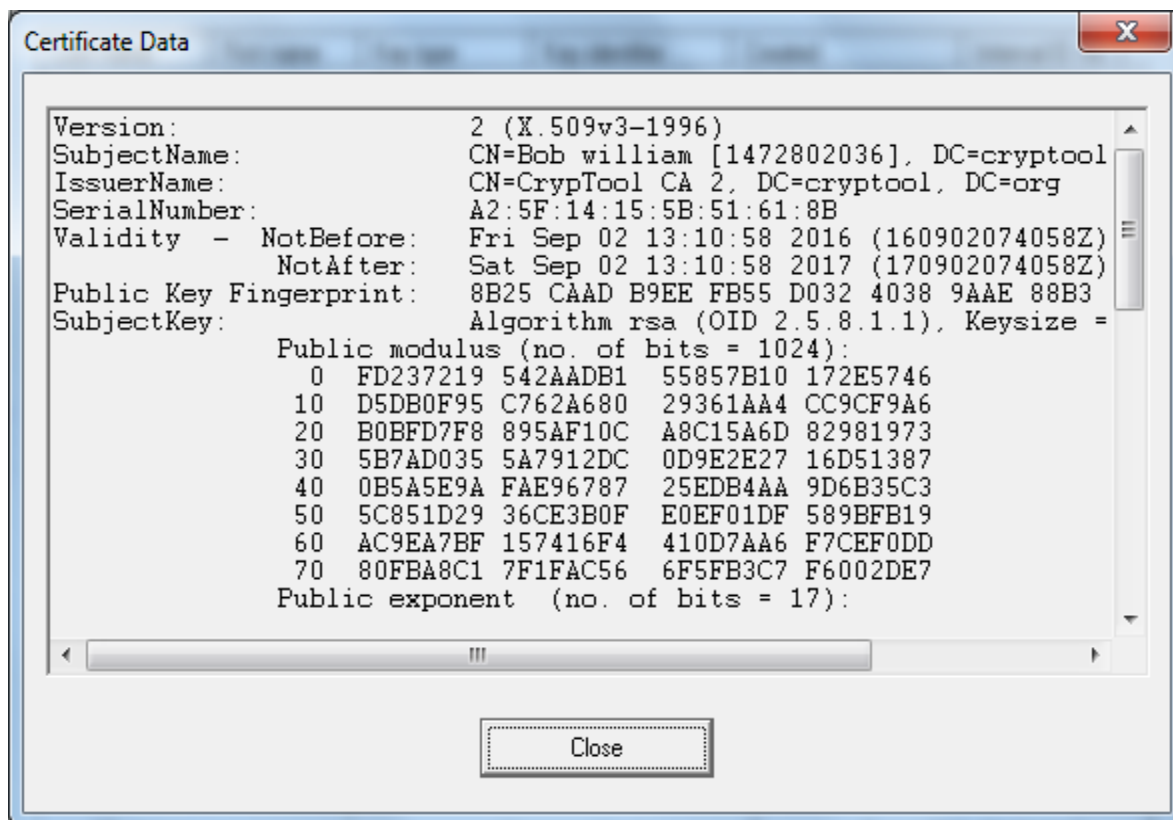 Certificate Data
Version: 2 (X.509v3-1996)
SubjectName: CN=Bob william [1472802036], DC=cryptool
IssuerName: CN=CrypTool CA 2, DC=cryptool, DC=org
SerialNumber: A2:5F:14:15:5B:51:61:8B
Validity - NotBefore: Fri Sep 02 13:10:58 2016 (160902074058Z)
NotAfter: Sat Sep 02 13:10:58 2017 (170902074058Z)
Public Key Fingerprint: 8B25 CAAD B9EE FB55 D032 4038 9AAE 88B3
SubjectKey: Algorithm rsa (OID 2.5.8.1.1), Keysize =
Public modulus (no. of bits = 1024):
0 FD237219 542AADB1 55857B10 172E5746
10 D5DB0F95 C762A680 29361AA4 CC9CF9A6
20 B0BFD7F8 895AF10C A8C15A6D 82981973
30 5B7AD035 5A7912DC 0D9E2E27 16D51387
40 0B5A5E9A FAE96787 25EDB4AA 9D6B35C3
50 5C851D29 36CE3B0F E0EF01DF 589BFB19
60 AC9EA7BF 157416F4 410D7AA6 F7CEF0DD
70 80FBA8C1 7F1FAC56 6F5FB3C7 F6002DE7
Public exponent (no. of bits = 17):
Close